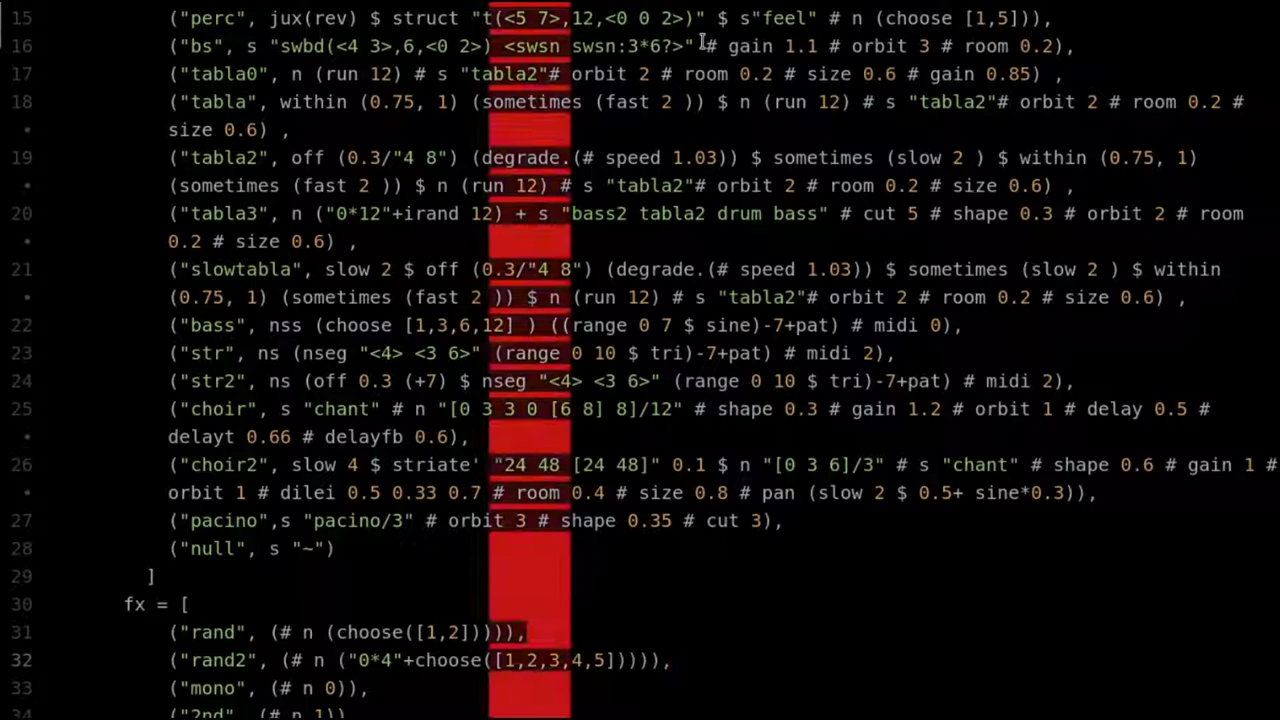 15 ("perc", jux(rev) $ struct "t(<5 7>,12,<0 0 2>)" $ s"feel" # n (choose [1,5])),
16 ("bs", s "swbd(<4 3>,6,<0 2>) <swsn swsn:3*6?>" # gain 1.1 # orbit 3 # room 0.2),
17 ("tabla0", n (run 12) # s "tabla2"# orbit 2 # room 0.2 # size 0.6 # gain 0.85) ,
18 ("tabla", within (0.75, 1) (sometimes (fast 2 )) $ n (run 12) # s "tabla2"# orbit 2 # room 0.2 #
• size 0.6) ,
19 ("tabla2", off (0.3/"4 8") (degrade.(# speed 1.03)) $ sometimes (slow 2 ) $ within (0.75, 1)
• (sometimes (fast 2 )) $ n (run 12) # s "tabla2"# orbit 2 # room 0.2 # size 0.6) ,
20 ("tabla3", n ("0*12"+irand 12) + s "bass2 tabla2 drum bass" # cut 5 # shape 0.3 # orbit 2 # room
• 0.2 # size 0.6) ,
21 ("slowtabla", slow 2 $ off (0.3/"4 8") (degrade.(# speed 1.03)) $ sometimes (slow 2 ) $ within
• (0.75, 1) (sometimes (fast 2 )) $ n (run 12) # s "tabla2"# orbit 2 # room 0.2 # size 0.6) ,
22 ("bass", nss (choose [1,3,6,12] ) ((range 0 7 $ sine)-7+pat) # midi 0),
23 ("str", ns (nseg "<4> <3 6>" (range 0 10 $ tri)-7+pat) # midi 2),
24 ("str2", ns (off 0.3 (+7) $ nseg "<4> <3 6>" (range 0 10 $ tri)-7+pat) # midi 2),
25 ("choir", s "chant" # n "[0 3 3 0 [6 8] 8]/12" # shape 0.3 # gain 1.2 # orbit 1 # delay 0.5 #
• delayt 0.66 # delayfb 0.6),
26 ("choir2", slow 4 $ striate' "24 48 [24 48]" 0.1 $ n "[0 3 6]/3" # s "chant" # shape 0.6 # gain 1 #
• orbit 1 # dilei 0.5 0.33 0.7 # room 0.4 # size 0.8 # pan (slow 2 $ 0.5+ sine*0.3)),
27 ("pacino",s "pacino/3" # orbit 3 # shape 0.35 # cut 3),
28 ("null", s "~")
29 ]
30 fx = [
31 ("rand", (# n (choose([1,2])))),
32 ("rand2", (# n ("0*4"+choose([1,2,3,4,5])))),
33 ("mono", (# n 0)),
34 ("2nd", (# n 1))